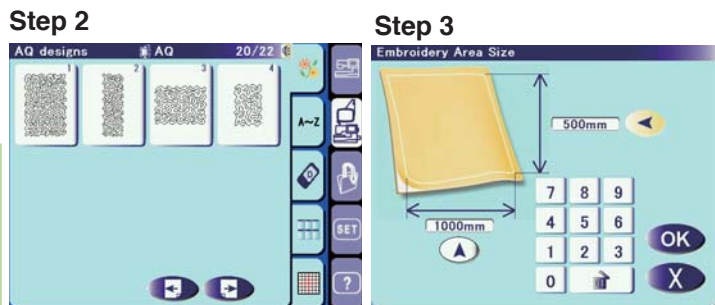 Step 2
AQ designs AQ 20/22
1 2 3 4
A~Z
D
SET
?
Step 3
Embroidery Area Size
500mm
1000mm
7 8 9
4 5 6
1 2 3
0
OK
X